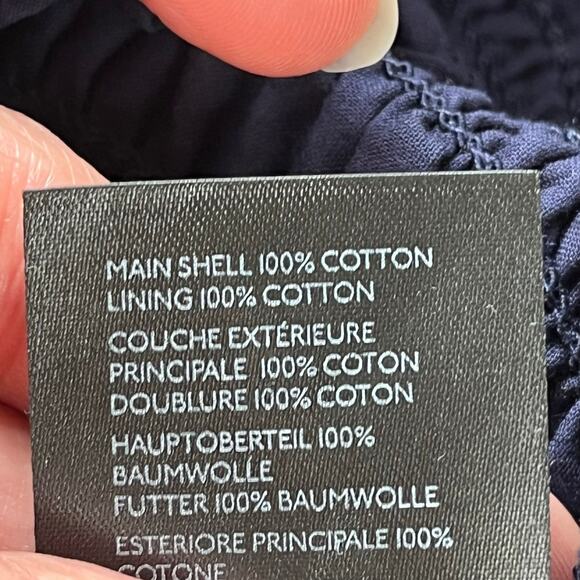 MAIN SHELL 100% COTTON
LINING 100% COTTON
COUCHE EXTÉRIEURE
PRINCIPALE 100% COTON
DOUBLURE 100% COTON
HAUPTOBERTEIL 100%
BAUMWOLLE
FUTTER 100% BAUMWOLLE
ESTERIORE PRINCIPALE 100%
COTONE